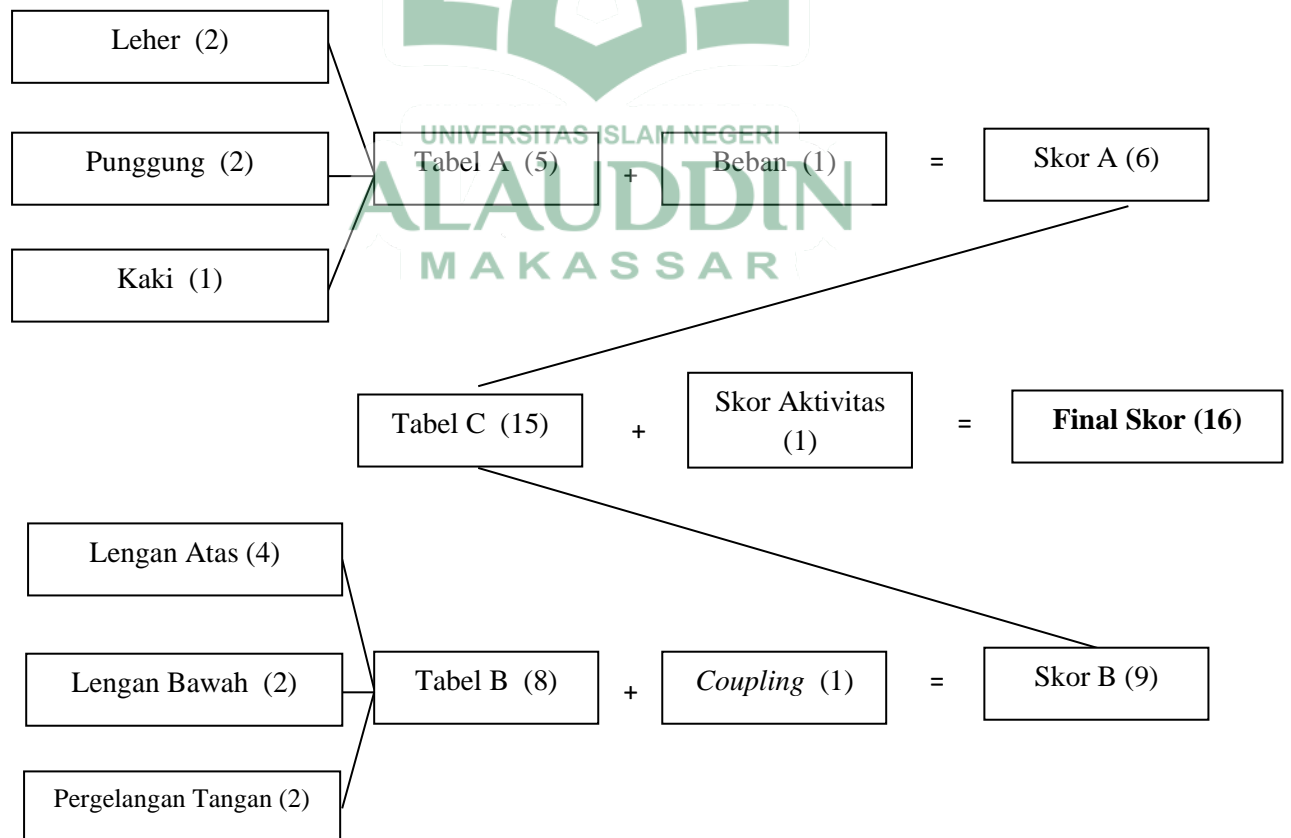 Leher (2)
UNIVERSITAS ISLAM NEGERI
ALAUDDIN
MAKASSAR
Punggung (2)
Tabel A (5)
+
Beban (1)
=
Skor A (6)
Kaki (1)
Tabel C (15)
+
Skor Aktivitas
(1)
=
Final Skor (16)
Lengan Atas (4)
Lengan Bawah (2)
Tabel B (8)
+
Coupling (1)
=
Skor B (9)
Pergelangan Tangan (2)